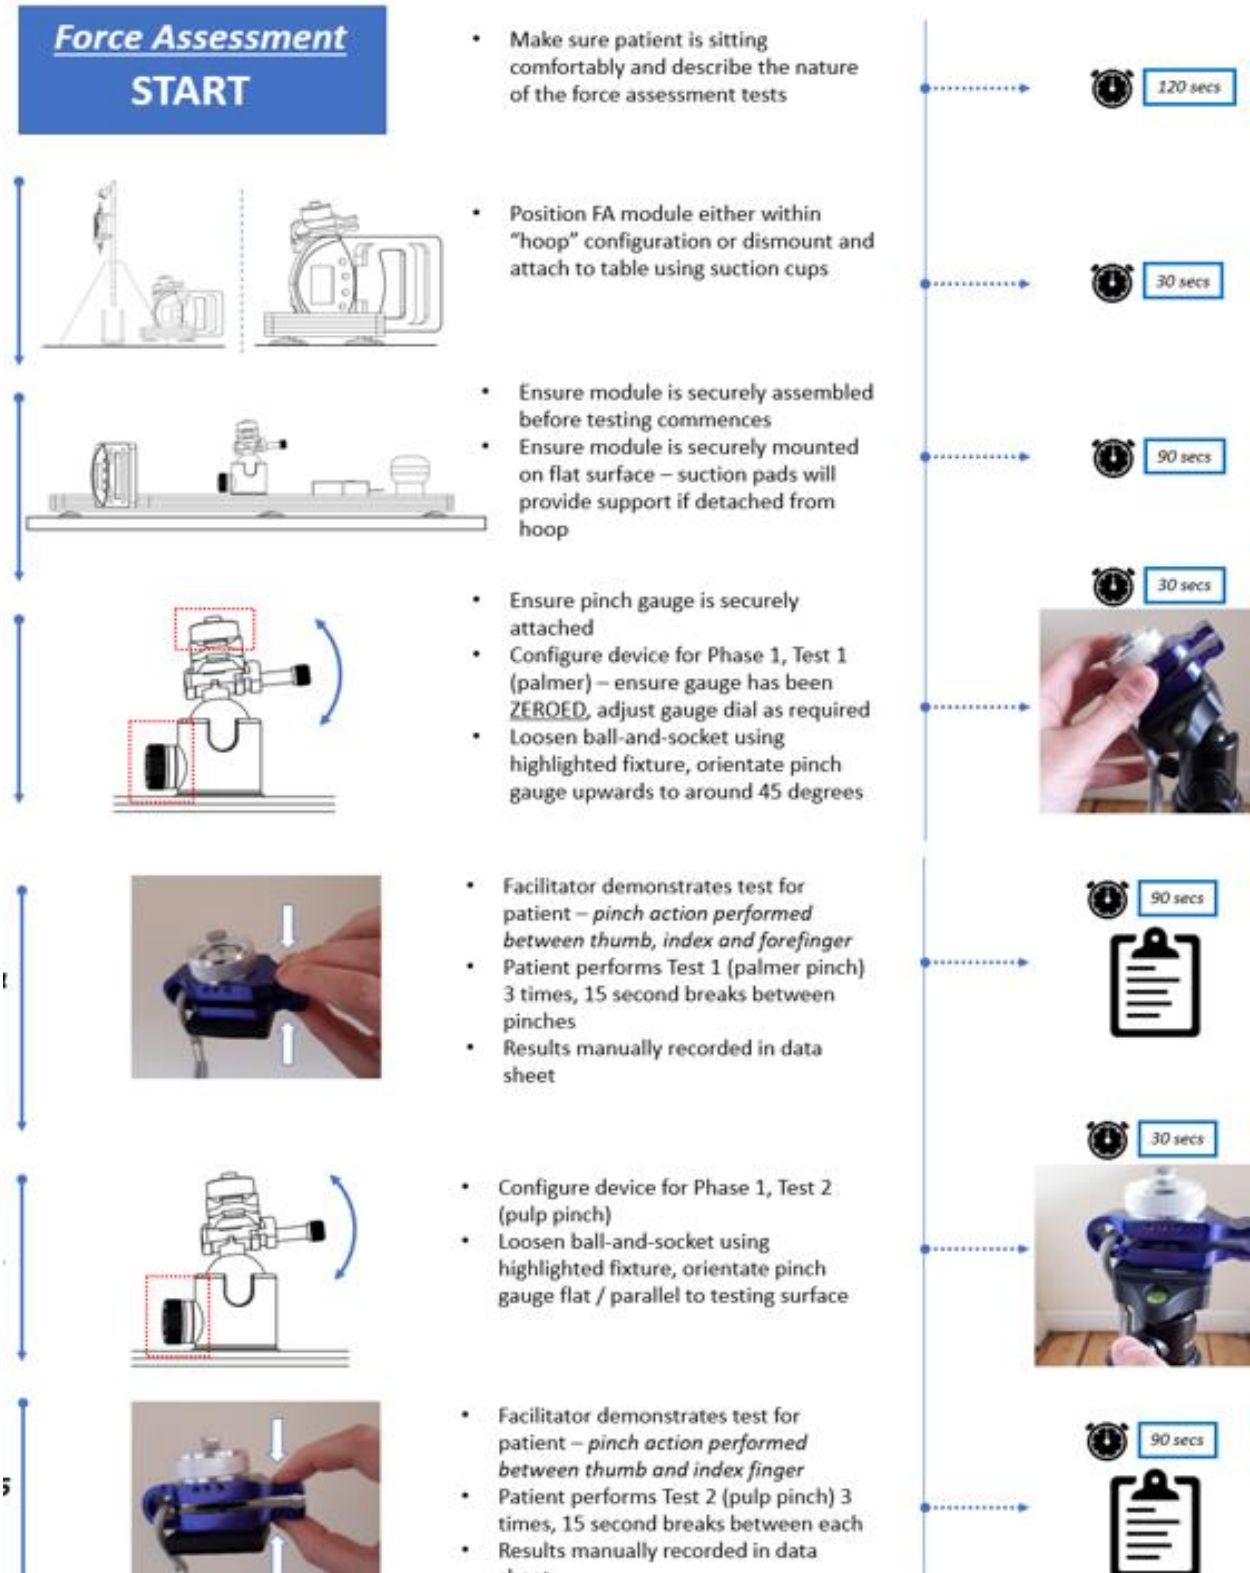 Force Assessment
START
• Make sure patient is sitting
comfortably and describe the nature
of the force assessment tests
120 secs
• Position FA module either within
“hoop” configuration or dismount and
attach to table using suction cups
30 secs
• Ensure module is securely assembled
before testing commences
• Ensure module is securely mounted
on flat surface – suction pads will
provide support if detached from
hoop
90 secs
30 secs
• Ensure pinch gauge is securely
attached
• Configure device for Phase 1, Test 1
(palmer) – ensure gauge has been
ZEROED, adjust gauge dial as required
• Loosen ball-and-socket using
highlighted fixture, orientate pinch
gauge upwards to around 45 degrees
• Facilitator demonstrates test for
patient – pinch action performed
between thumb, index and forefinger
• Patient performs Test 1 (palmer pinch)
3 times, 15 second breaks between
pinches
• Results manually recorded in data
sheet
90 secs
30 secs
• Configure device for Phase 1, Test 2
(pulp pinch)
• Loosen ball-and-socket using
highlighted fixture, orientate pinch
gauge flat / parallel to testing surface
• Facilitator demonstrates test for
patient – pinch action performed
between thumb and index finger
• Patient performs Test 2 (pulp pinch) 3
times, 15 second breaks between each
• Results manually recorded in data
90 secs